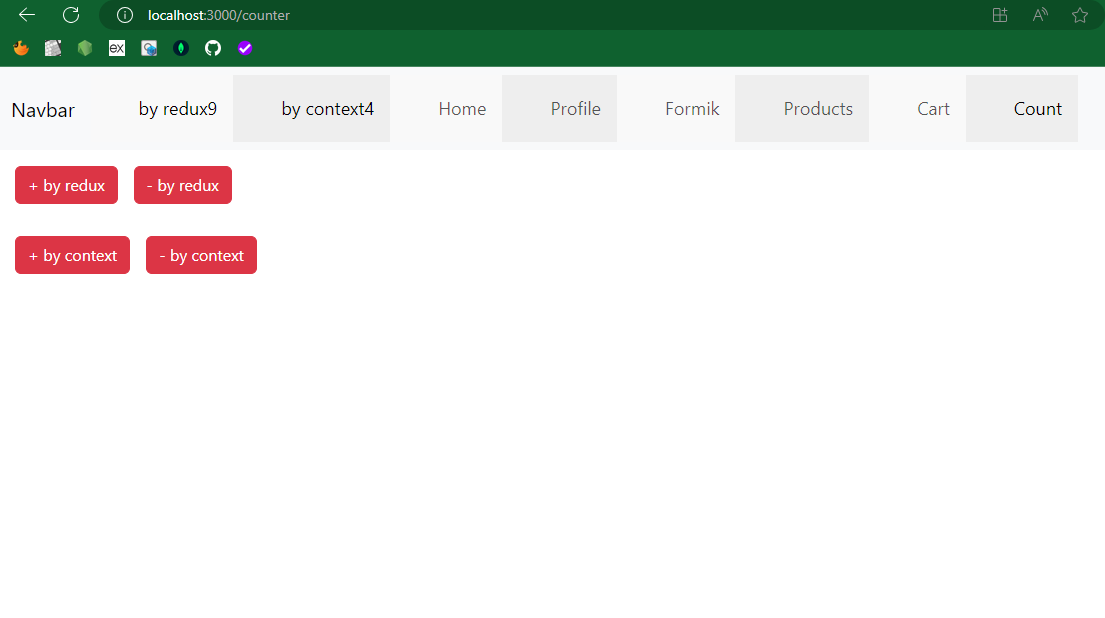 localhost:3000/counter
ex
Navbar by redux9 by context4 Home Profile Formik Products Cart Count
+ by redux - by redux
+ by context - by context